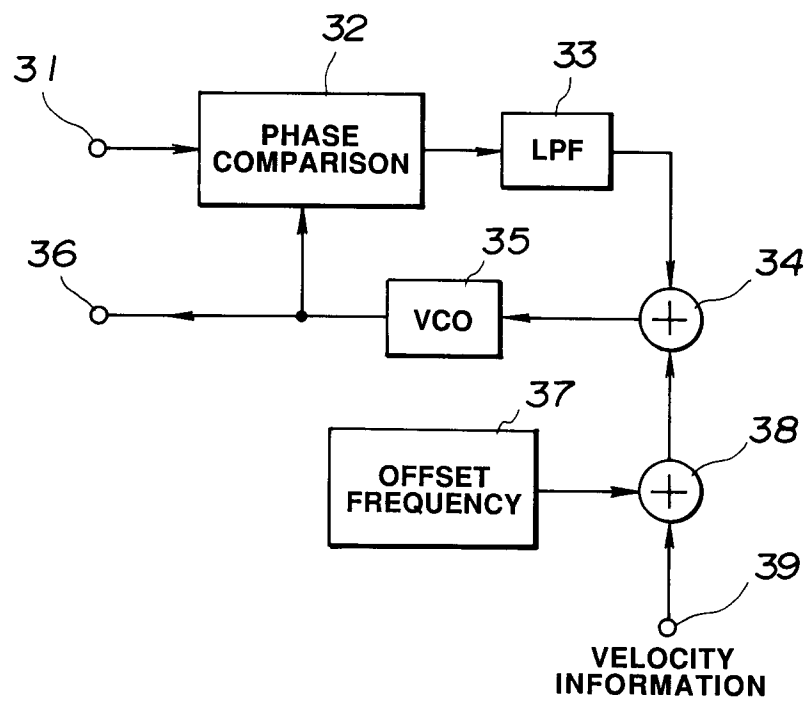 32
31
33
PHASE
COMPARISON
LPF
36
35
34
VCO
37
38
OFFSET
FREQUENCY
39
VELOCITY
INFORMATION